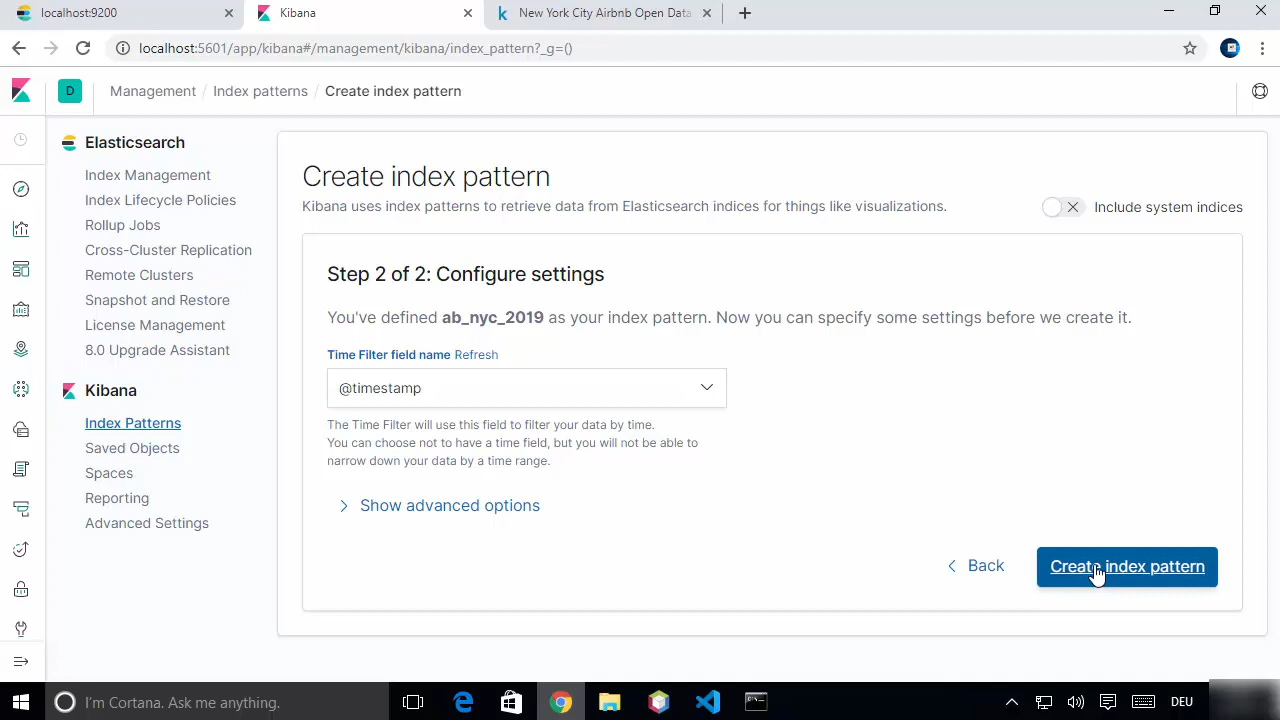 localhost:9200
Kibana
New York City Airbnb Open Data
localhost:5601/app/kibana#/management/kibana/index_pattern?_g=()
D
Management / Index patterns / Create index pattern
Elasticsearch
Index Management
Index Lifecycle Policies
Rollup Jobs
Cross-Cluster Replication
Remote Clusters
Snapshot and Restore
License Management
8.0 Upgrade Assistant
Kibana
Index Patterns
Saved Objects
Spaces
Reporting
Advanced Settings
Create index pattern
Kibana uses index patterns to retrieve data from Elasticsearch indices for things like visualizations.
Include system indices
Step 2 of 2: Configure settings
You've defined ab_nyc_2019 as your index pattern. Now you can specify some settings before we create it.
Time Filter field name Refresh
@timestamp
The Time Filter will use this field to filter your data by time.
You can choose not to have a time field, but you will not be able to
narrow down your data by a time range.
Show advanced options
Back
Create index pattern
I'm Cortana. Ask me anything.
DEU